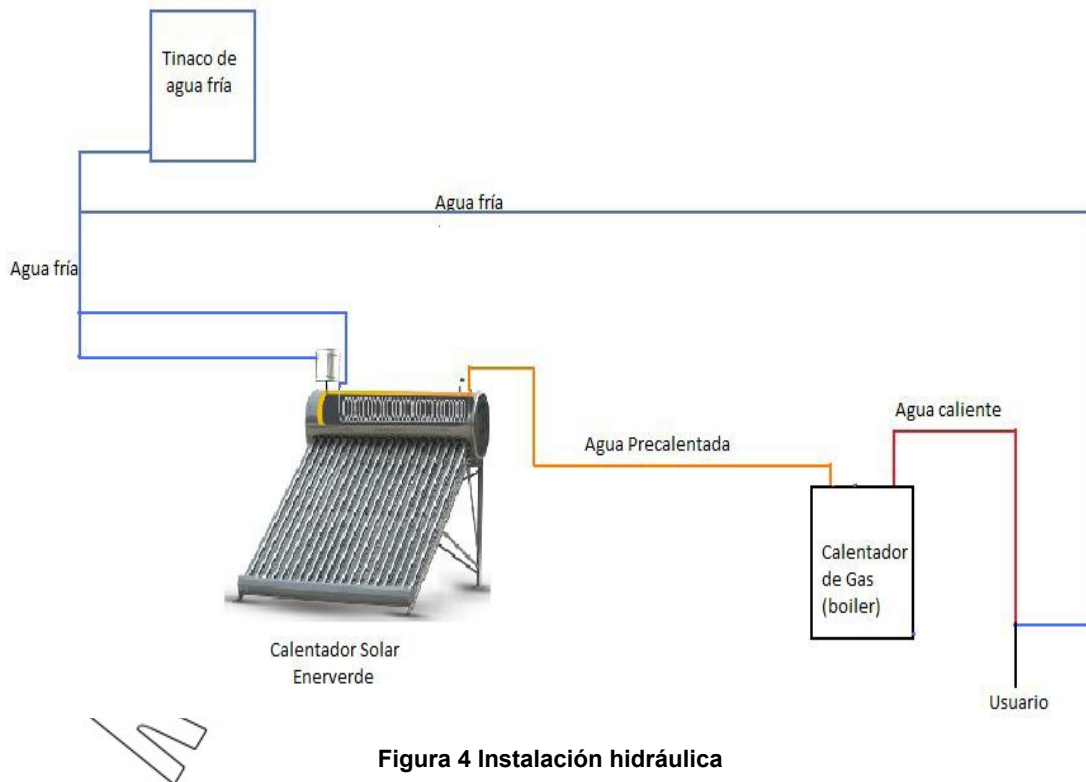 Tinaco de
agua fría
Agua fría
Agua fría
Agua Precalentada
Agua caliente
Calentador
de Gas
(boiler)
Calentador Solar
Enerverde
Usuario
Figura 4 Instalación hidráulica